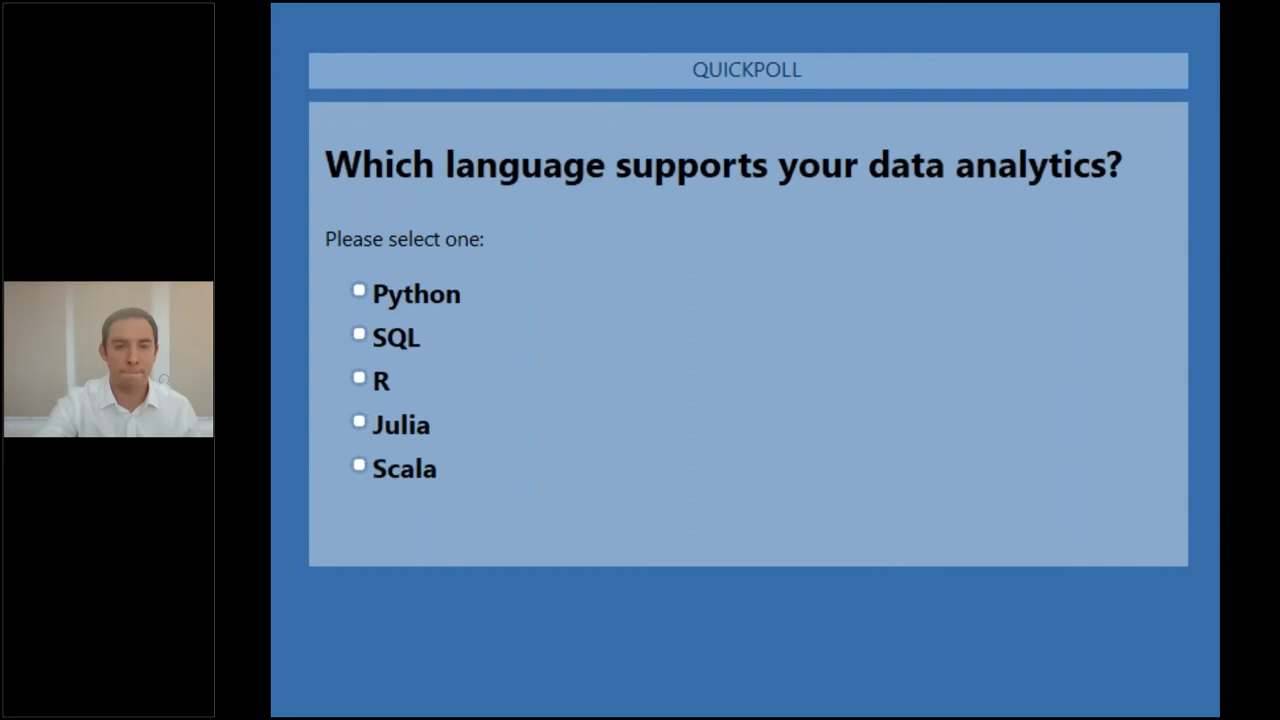 QUICKPOLL
Which language supports your data analytics?
Please select one:
Python
SQL
R
Julia
Scala